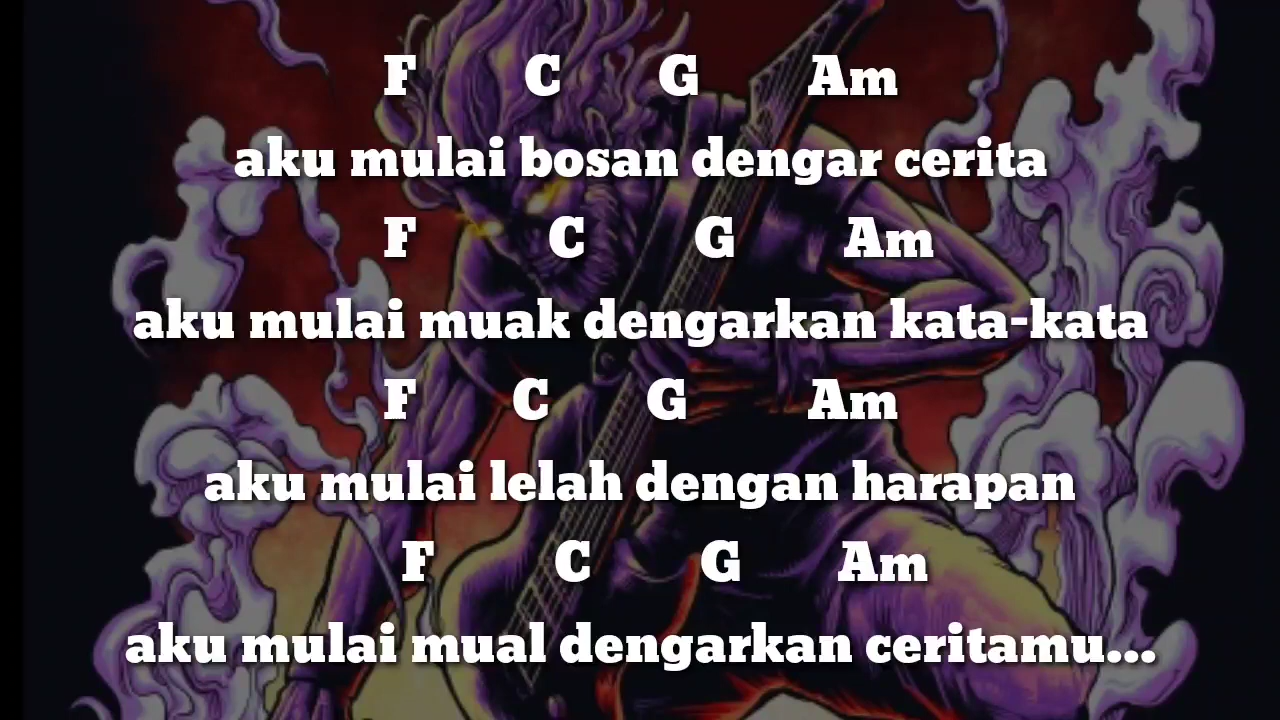 F C G Am
aku mulai bosan dengar cerita
F C G Am
aku mulai muak dengarkan kata-kata
F C G Am
aku mulai lelah dengan harapan
F C G Am
aku mulai mual dengarkan ceritamu...